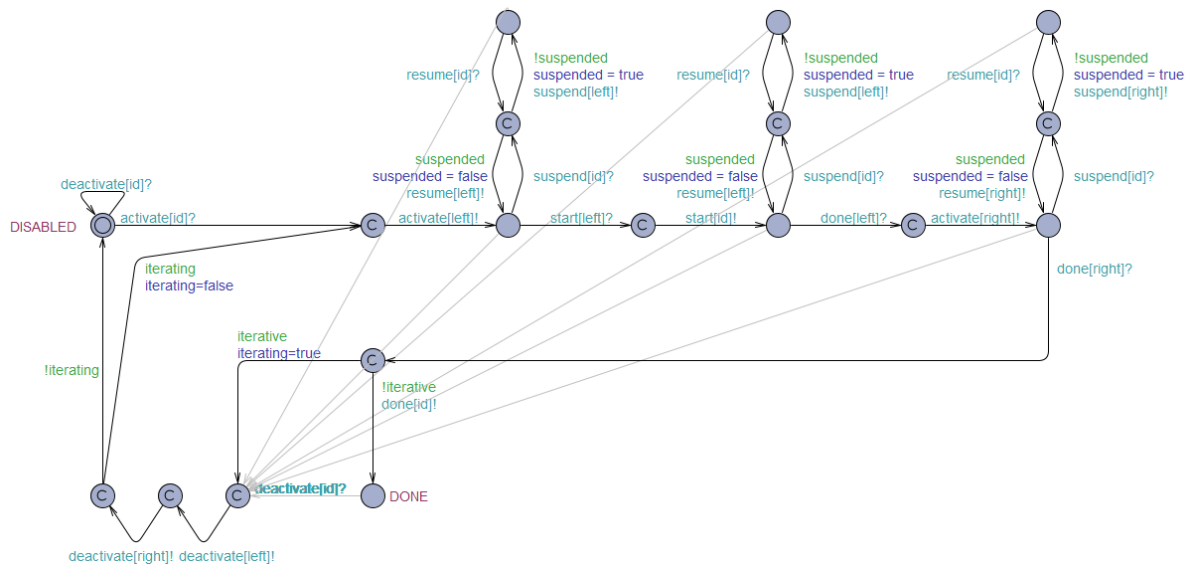 !suspended
suspended = true
suspend[left]!
resume[id]?
!suspended
suspended = true
suspend[left]!
resume[id]?
!suspended
suspended = true
suspend[right]!
resume[id]?
C
C
C
suspended
suspended = false
resume[left]!
suspend[id]?
suspended
suspended = false
resume[left]!
suspend[id]?
suspended
suspended = false
resume[right]!
suspend[id]?
deactivate[id]?
DISABLED
activate[id]?
C
activate[left]!
start[left]?
C
start[id]!
done[left]?
C
activate[right]!
iterating
iterating=false
done[right]?
iterative
iterating=true
C
!iterating
!iterative
done[id]!
C
C
C
deactivate[id]?
DONE
deactivate[right]!
deactivate[left]!